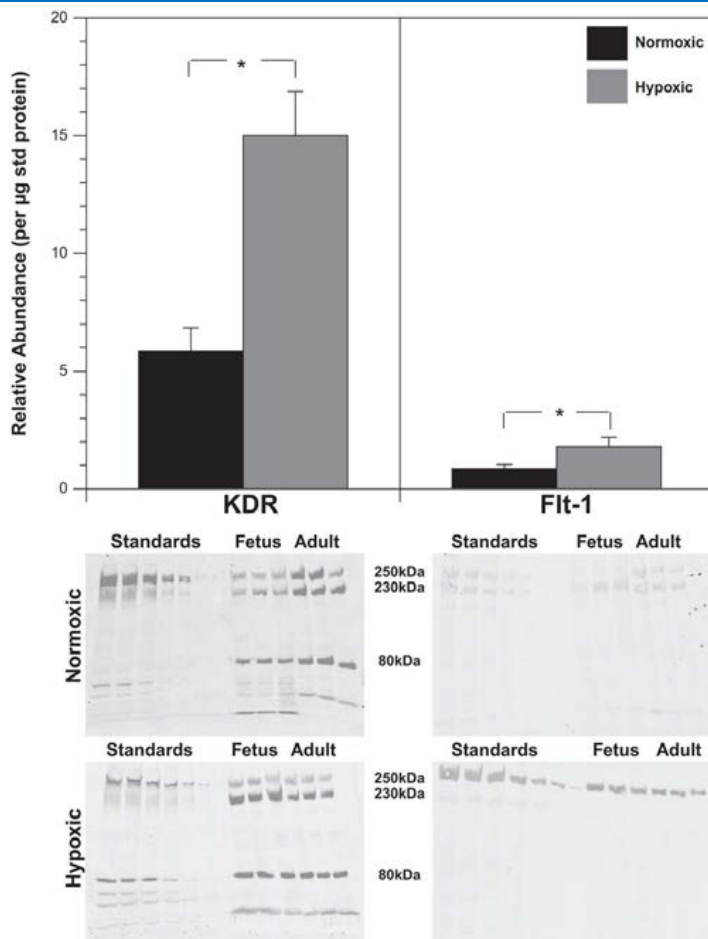 20
15
10
5
0
Relative Abundance (per µg std protein)
*
*
Normoxic
Hypoxic
KDR
Flt-1
Standards Fetus Adult
Standards Fetus Adult
Normoxic
250kDa
230kDa
80kDa
Standards Fetus Adult
Standards Fetus Adult
Hypoxic
250kDa
230kDa
80kDa